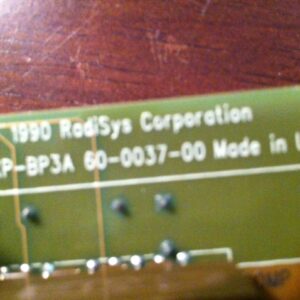 1990 RadiSys Corporation
P-BP3A 60-0037-00 Made in